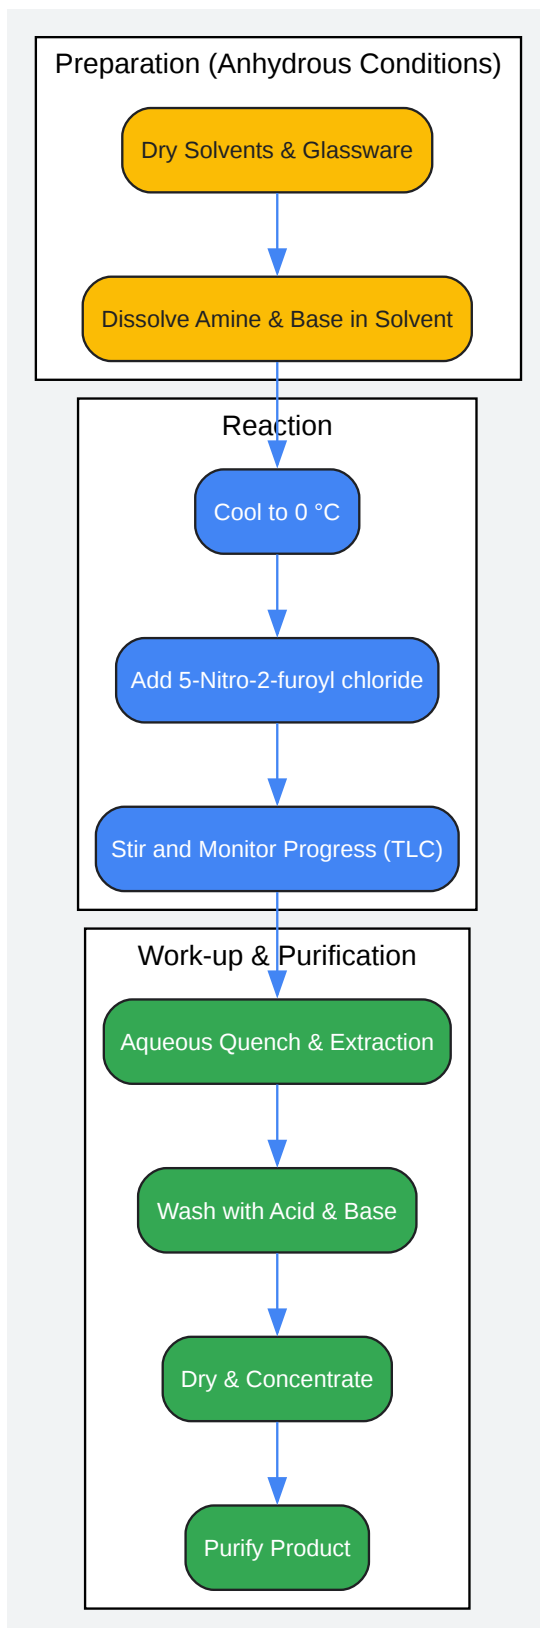 Preparation (Anhydrous Conditions)
Dry Solvents & Glassware
Dissolve Amine & Base in Solvent
Reaction
Cool to 0 °C
Add 5-Nitro-2-furoyl chloride
Stir and Monitor Progress (TLC)
Work-up & Purification
Aqueous Quench & Extraction
Wash with Acid & Base
Dry & Concentrate
Purify Product